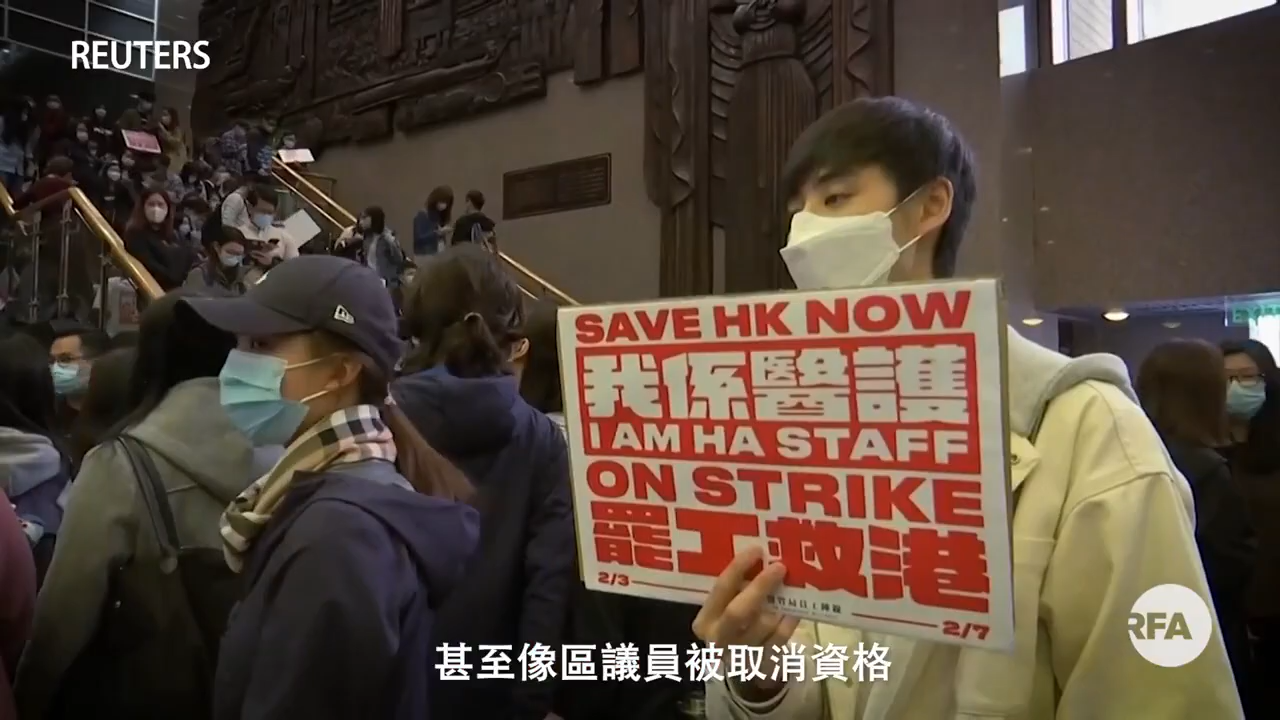 REUTERS
SAVE HK NOW
我係醫護
I AM HA STAFF
ON STRIKE
罷工救港
2/3
2/7
RFA
甚至像區議員被取消資格